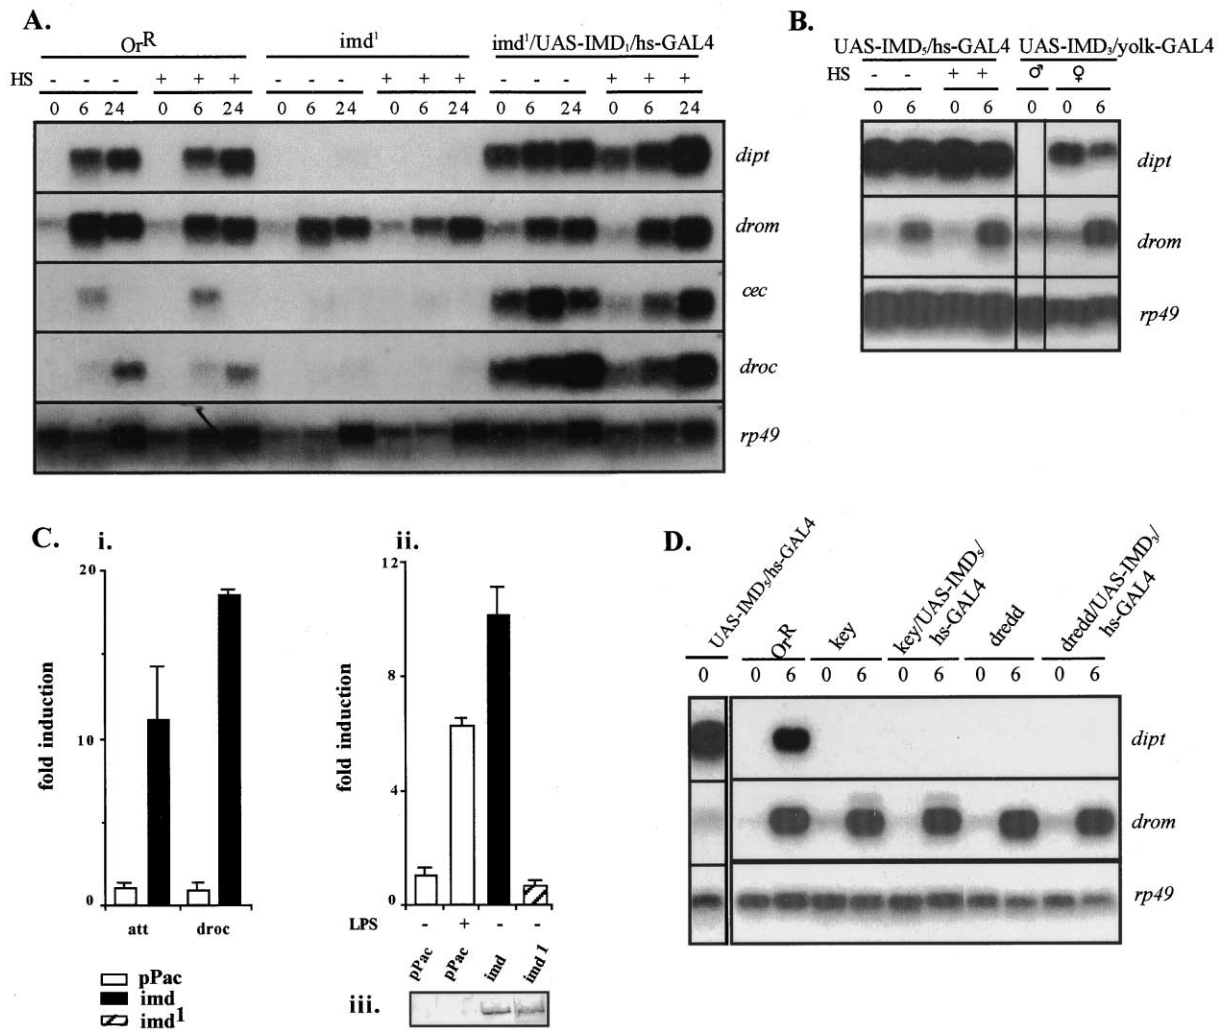 A.
OrR imd¹ imd¹/UAS-IMD₁/hs-GAL4
HS - - - + + + - - - + + + - - - + + +
0 6 24 0 6 24 0 6 24 0 6 24 0 6 24 0 6 24
dipt
drom
cec
droc
rp49
B.
UAS-IMD₅/hs-GAL4 UAS-IMD₃/yolk-GAL4
HS - - + + ♂ ♀
0 6 0 6 0 0 6
dipt
drom
rp49
C.
i.
fold induction
20
10
0
att droc
pPac
imd
imd1
ii.
fold induction
12
8
4
0
LPS - + - -
pPac pPac imd imd 1
iii.
D.
UAS-IMD₅/hs-GAL4
OrR
key
key/UAS-IMD₅/
hs-GAL4
dredd
dredd/UAS-IMD₃/
hs-GAL4
0 0 6 0 6 0 6 0 6 0 6
dipt
drom
rp49